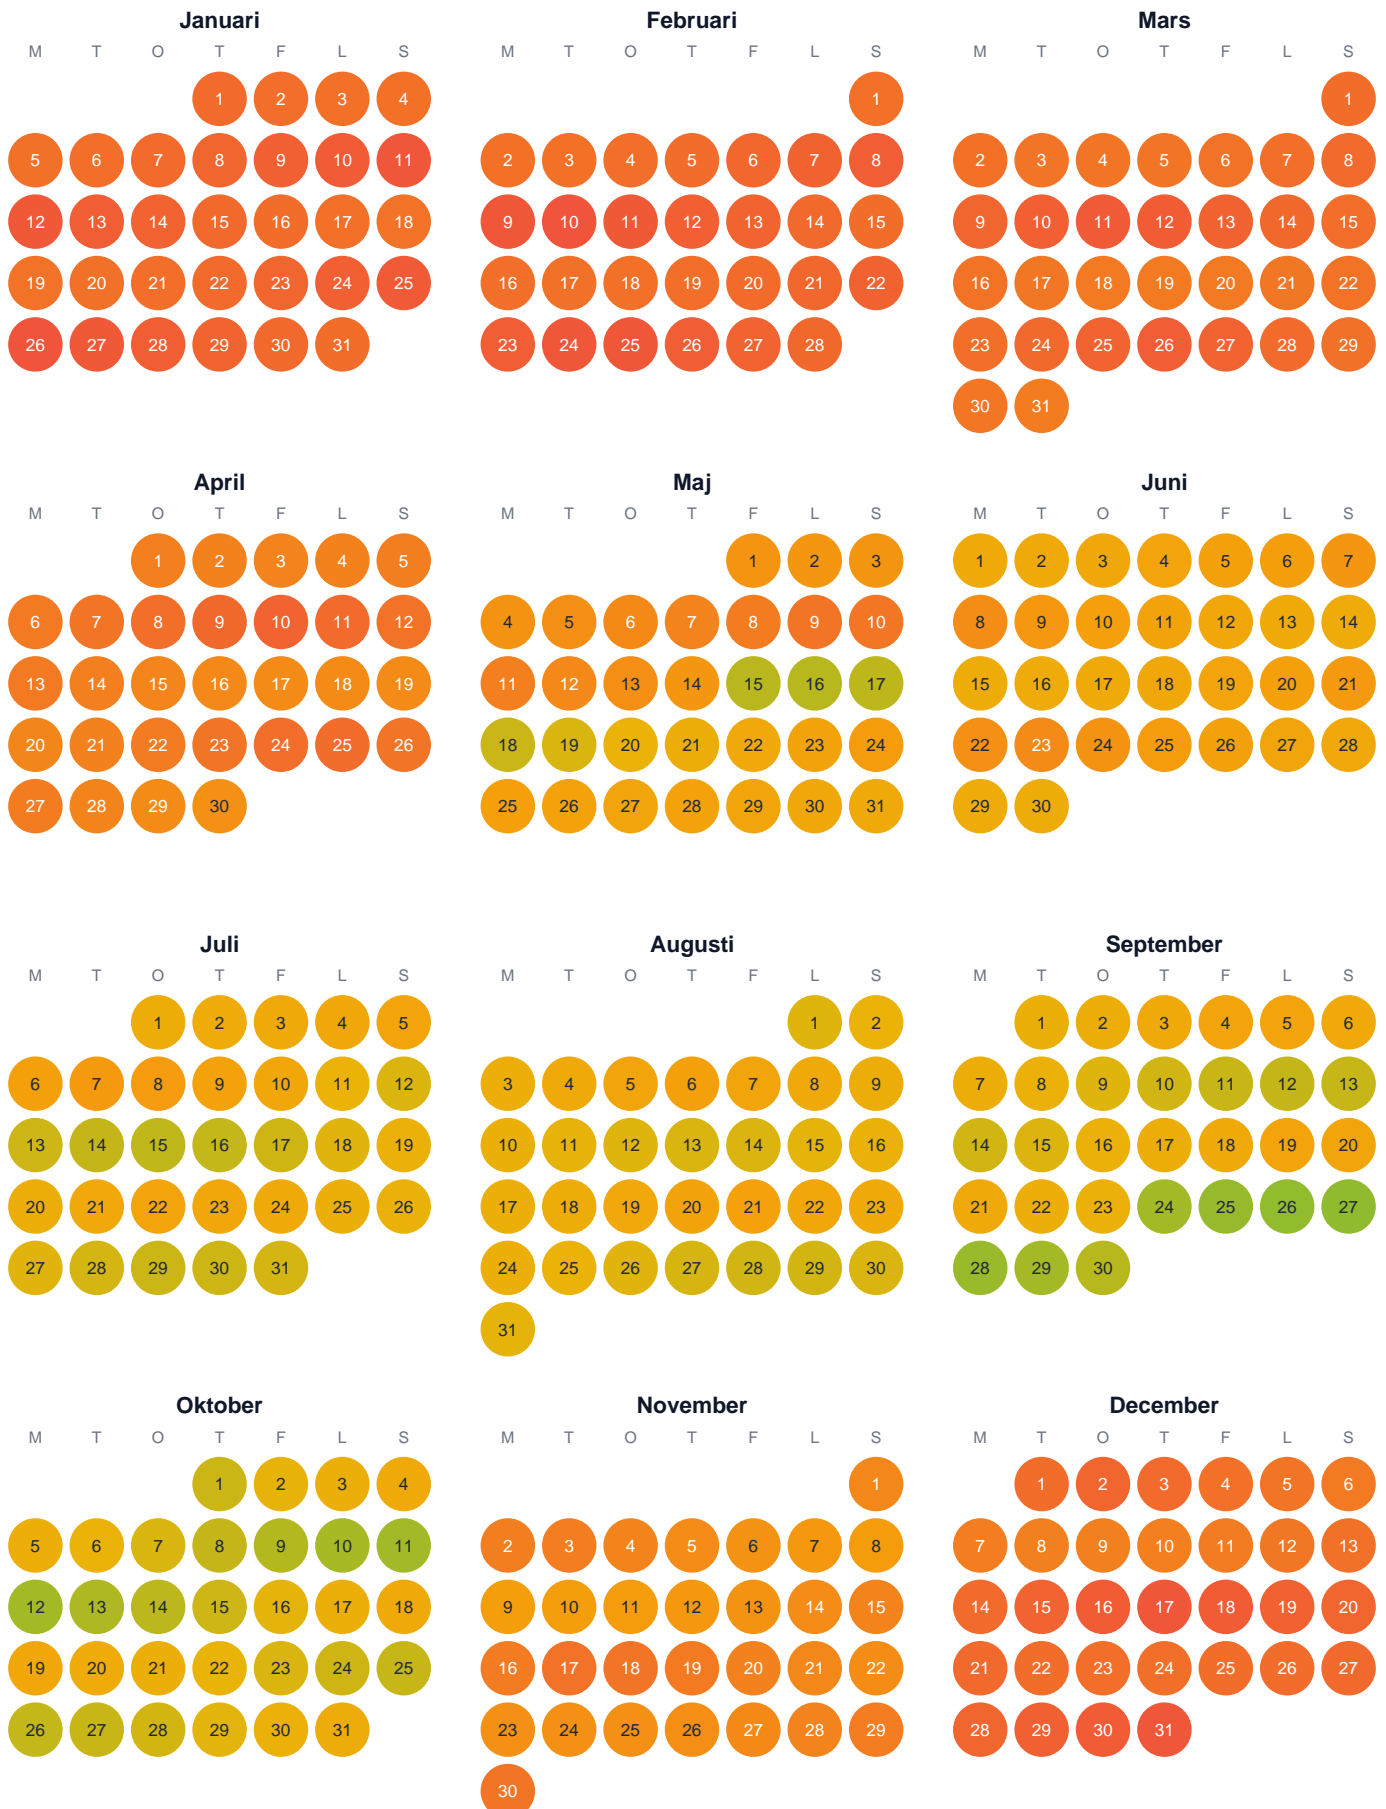 Januari Februari Mars
M T O T F L S M T O T F L S M T O T F L S
1 2 3 4 1 1
5 6 7 8 9 10 11 2 3 4 5 6 7 8 2 3 4 5 6 7 8
12 13 14 15 16 17 18 9 10 11 12 13 14 15 9 10 11 12 13 14 15
19 20 21 22 23 24 25 16 17 18 19 20 21 22 16 17 18 19 20 21 22
26 27 28 29 30 31 23 24 25 26 27 28 23 24 25 26 27 28 29
30 31
April Maj Juni
M T O T F L S M T O T F L S M T O T F L S
1 2 3 4 5 1 2 3 1 2 3 4 5 6 7
6 7 8 9 10 11 12 4 5 6 7 8 9 10 8 9 10 11 12 13 14
13 14 15 16 17 18 19 11 12 13 14 15 16 17 15 16 17 18 19 20 21
20 21 22 23 24 25 26 18 19 20 21 22 23 24 22 23 24 25 26 27 28
27 28 29 30 25 26 27 28 29 30 31 29 30
Juli Augusti September
M T O T F L S M T O T F L S M T O T F L S
1 2 3 4 5 1 2 1 2 3 4 5 6
6 7 8 9 10 11 12 3 4 5 6 7 8 9 7 8 9 10 11 12 13
13 14 15 16 17 18 19 10 11 12 13 14 15 16 14 15 16 17 18 19 20
20 21 22 23 24 25 26 17 18 19 20 21 22 23 21 22 23 24 25 26 27
27 28 29 30 31 24 25 26 27 28 29 30 28 29 30
31
Oktober November December
M T O T F L S M T O T F L S M T O T F L S
1 2 3 4 1 1 2 3 4 5 6
5 6 7 8 9 10 11 2 3 4 5 6 7 8 7 8 9 10 11 12 13
12 13 14 15 16 17 18 9 10 11 12 13 14 15 14 15 16 17 18 19 20
19 20 21 22 23 24 25 16 17 18 19 20 21 22 21 22 23 24 25 26 27
26 27 28 29 30 31 23 24 25 26 27 28 29 28 29 30 31
30